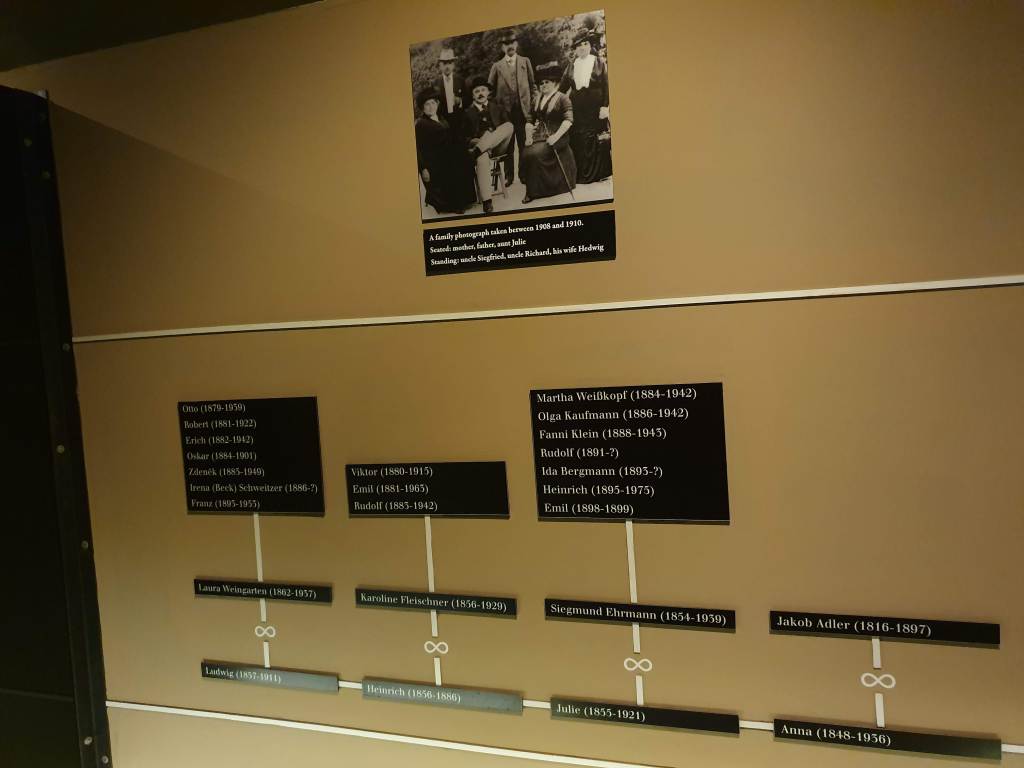 A family photograph taken between 1908 and 1910.
Seated: mother, father, aunt Julie
Standing: uncle Siegfried, uncle Richard, his wife Hedwig
Otto (1879-1939)
Robert (1881-1922)
Erich (1882-1942)
Oskar (1884-1901)
Zdeněk (1885-1949)
Irena (Beck) Schweitzer (1886-?)
Franz (1893-1953)
Viktor (1880-1915)
Emil (1881-1963)
Rudolf (1883-1942)
Martha Weißkopf (1884-1942)
Olga Kaufmann (1886-1942)
Fanni Klein (1888-1943)
Rudolf (1891-?)
Ida Bergmann (1893-?)
Heinrich (1895-1975)
Emil (1898-1899)
Laura Weingarten (1862-1937)
Karoline Fleischner (1856-1929)
Siegmund Ehrmann (1854-1939)
Jakob Adler (1816-1897)
Ludwig (1857-1911)
Heinrich (1856-1886)
Julie (1855-1921)
Anna (1848-1936)